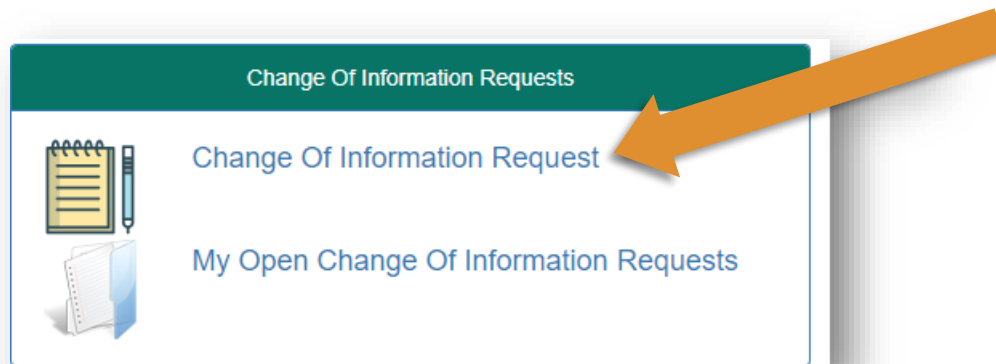 Change Of Information Requests
Change Of Information Request
My Open Change Of Information Requests